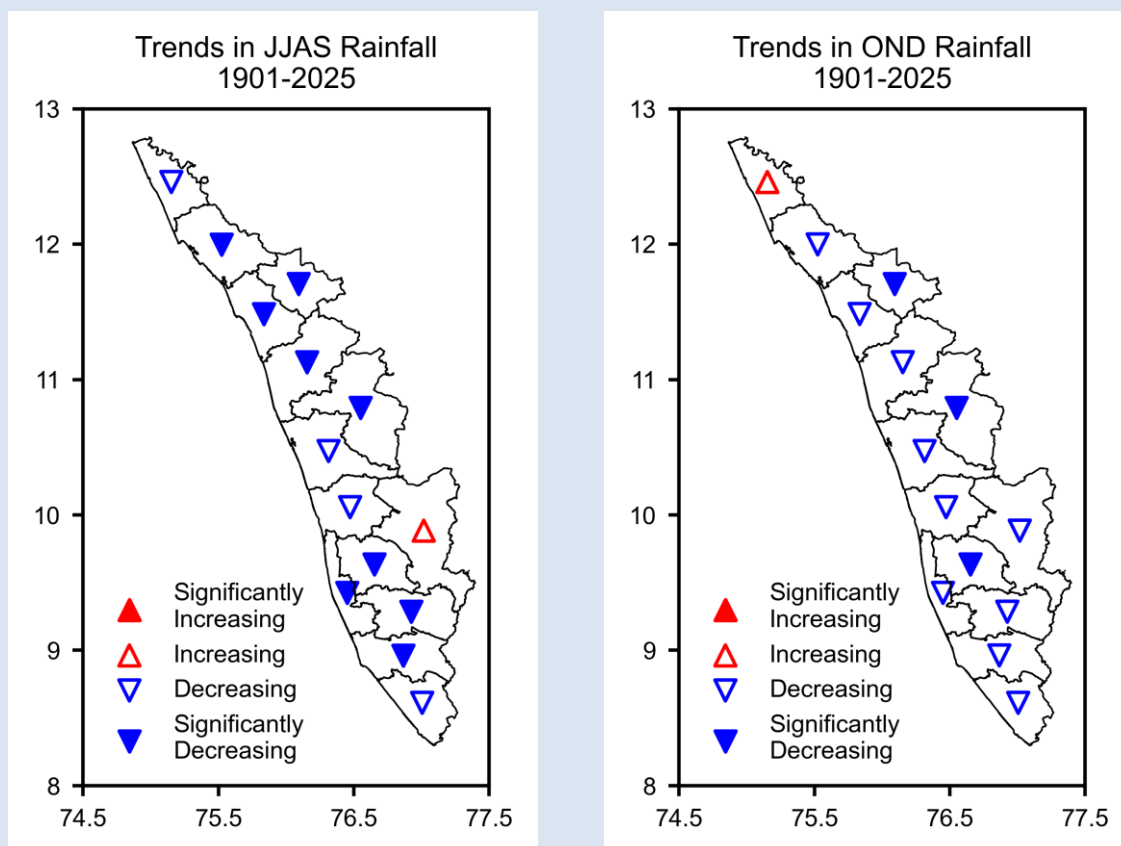 Trends in JJAS Rainfall
1901-2025
13
12
11
10
9
8
74.5 75.5 76.5 77.5
Significantly
Increasing
Increasing
Decreasing
Significantly
Decreasing
Trends in OND Rainfall
1901-2025
13
12
11
10
9
8
74.5 75.5 76.5 77.5
Significantly
Increasing
Increasing
Decreasing
Significantly
Decreasing